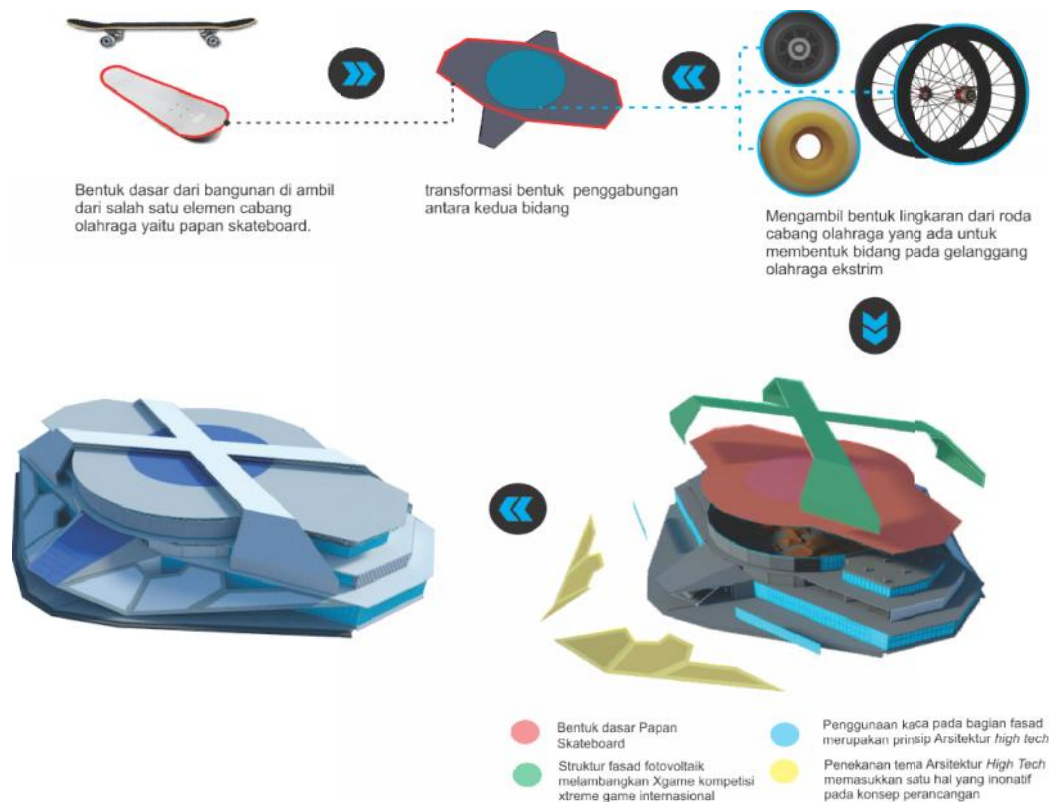 Bentuk dasar dari bangunan di ambil
dari salah satu elemen cabang
olahraga yaitu papan skateboard.
transformasi bentuk penggabungan
antara kedua bidang
Mengambil bentuk lingkaran dari roda
cabang olahraga yang ada untuk
membentuk bidang pada gelanggang
olahraga ekstrim
Bentuk dasar Papan
Skateboard
Struktur fasad fotovoltaik
melambangkan Xgame kompetisi
xtreme game internasional
Penggunaan kaca pada bagian fasad
merupakan prinsip Arsitektur high tech
Penekanan tema Arsitektur High Tech
memasukkan satu hal yang inonatif
pada konsep perancangan